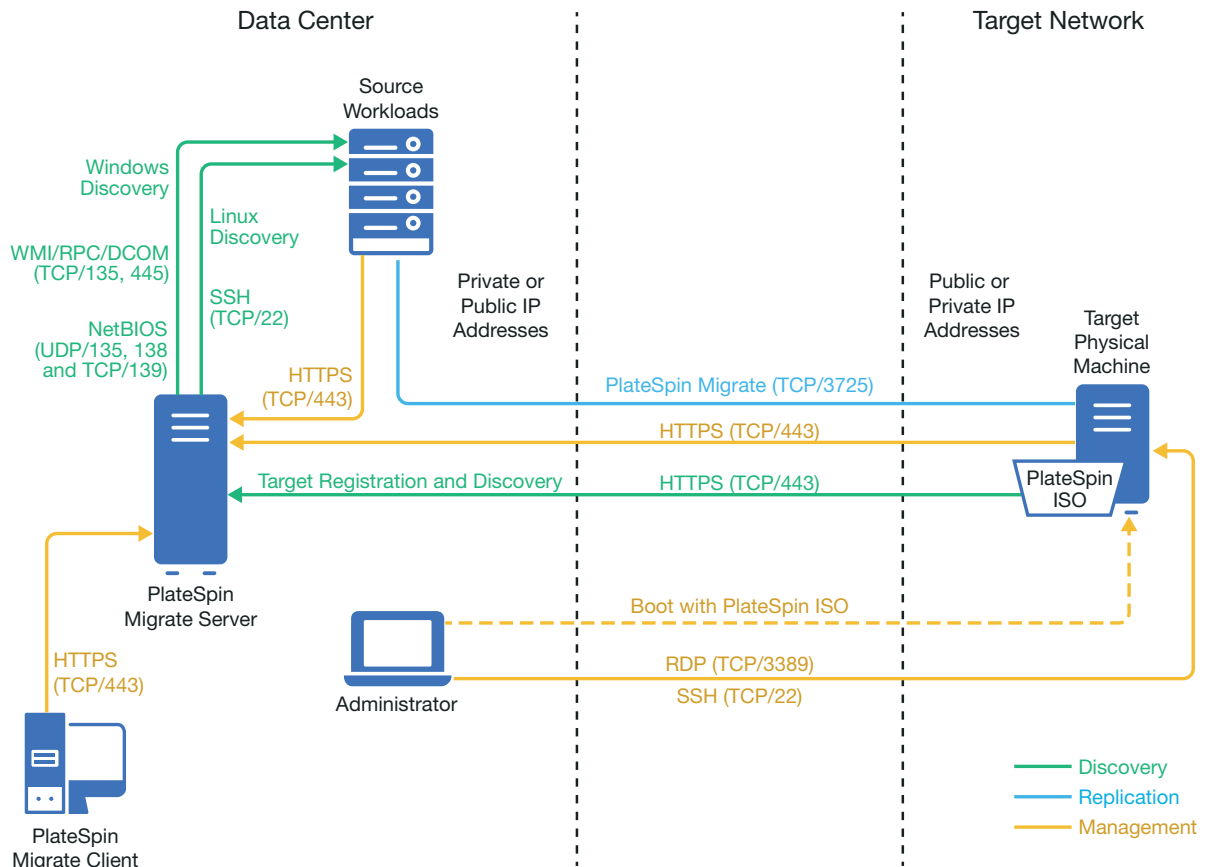 Data Center
Target Network
Source
Workloads
Windows
Discovery
Linux
Discovery
WMI/RPC/DCOM
(TCP/135, 445)
SSH
(TCP/22)
NetBIOS
(UDP/135, 138
and TCP/139)
HTTPS
(TCP/443)
Private or
Public IP
Addresses
Public or
Private IP
Addresses
Target
Physical
Machine
PlateSpin Migrate (TCP/3725)
HTTPS (TCP/443)
Target Registration and Discovery
HTTPS (TCP/443)
PlateSpin
ISO
PlateSpin
Migrate Server
Boot with PlateSpin ISO
HTTPS
(TCP/443)
RDP (TCP/3389)
SSH (TCP/22)
Administrator
PlateSpin
Migrate Client
Discovery
Replication
Management